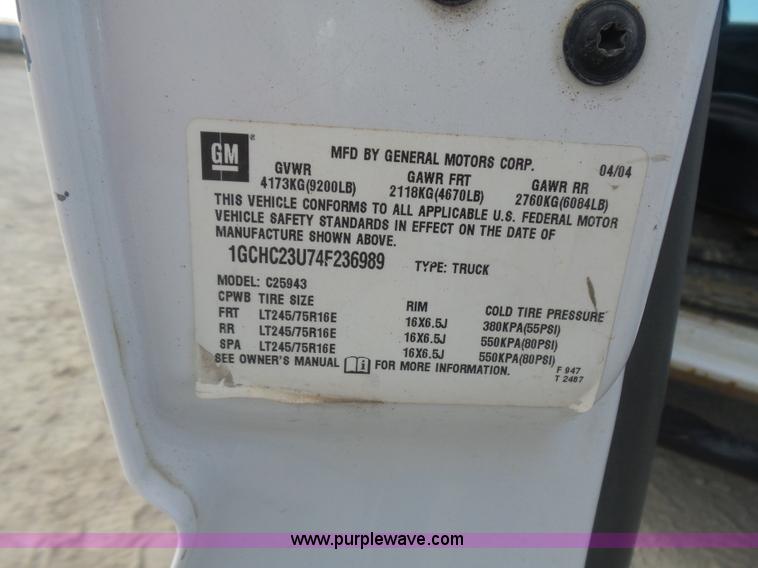 GM ®
MFD BY GENERAL MOTORS CORP. 04/04
GVWR GAWR FRT GAWR RR
4173KG(9200LB) 2118KG(4670LB) 2760KG(6084LB)
THIS VEHICLE CONFORMS TO ALL APPLICABLE U.S. FEDERAL MOTOR
VEHICLE SAFETY STANDARDS IN EFFECT ON THE DATE OF
MANUFACTURE SHOWN ABOVE.
1GCHC23U74F236989 TYPE: TRUCK
MODEL: C25943
CPWB TIRE SIZE RIM COLD TIRE PRESSURE
FRT LT245/75R16E 16X6.5J 380KPA(55PSI)
RR LT245/75R16E 16X6.5J 550KPA(80PSI)
SPA LT245/75R16E 16X6.5J 550KPA(80PSI)
SEE OWNER'S MANUAL i FOR MORE INFORMATION.
F 947
T 2487
www.purplewave.com